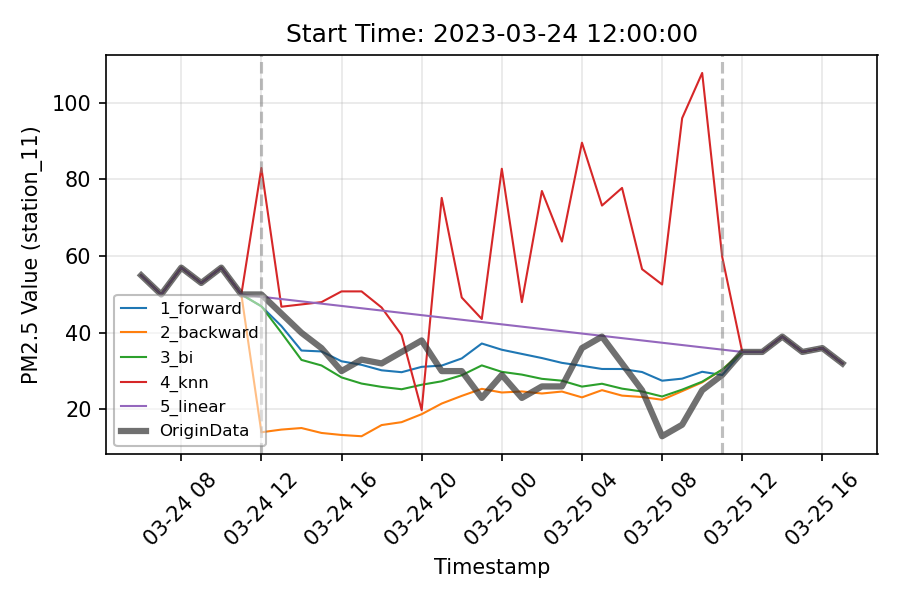 Start Time: 2023-03-24 12:00:00
PM2.5 Value (station_11)
100
80
60
40
20
1_forward
2_backward
3_bi
4_knn
5_linear
OriginData
03-24 08
03-24 12
03-24 16
03-24 20
03-25 00
03-25 04
03-25 08
03-25 12
03-25 16
Timestamp